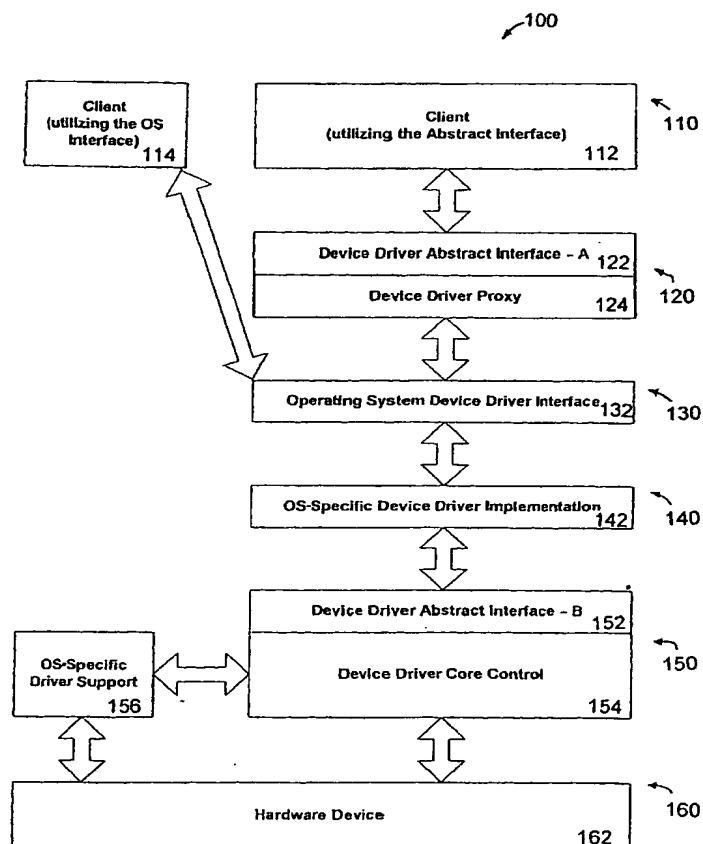 100
Client
(utilizing the OS
Interface)
114
Client
(utilizing the Abstract Interface)
112
110
Device Driver Abstract Interface - A
122
Device Driver Proxy
124
120
Operating System Device Driver Interface
132
130
OS-Specific Device Driver Implementation
142
140
Device Driver Abstract Interface - B
152
150
OS-Specific
Driver Support
156
Device Driver Core Control
154
160
Hardware Device
162